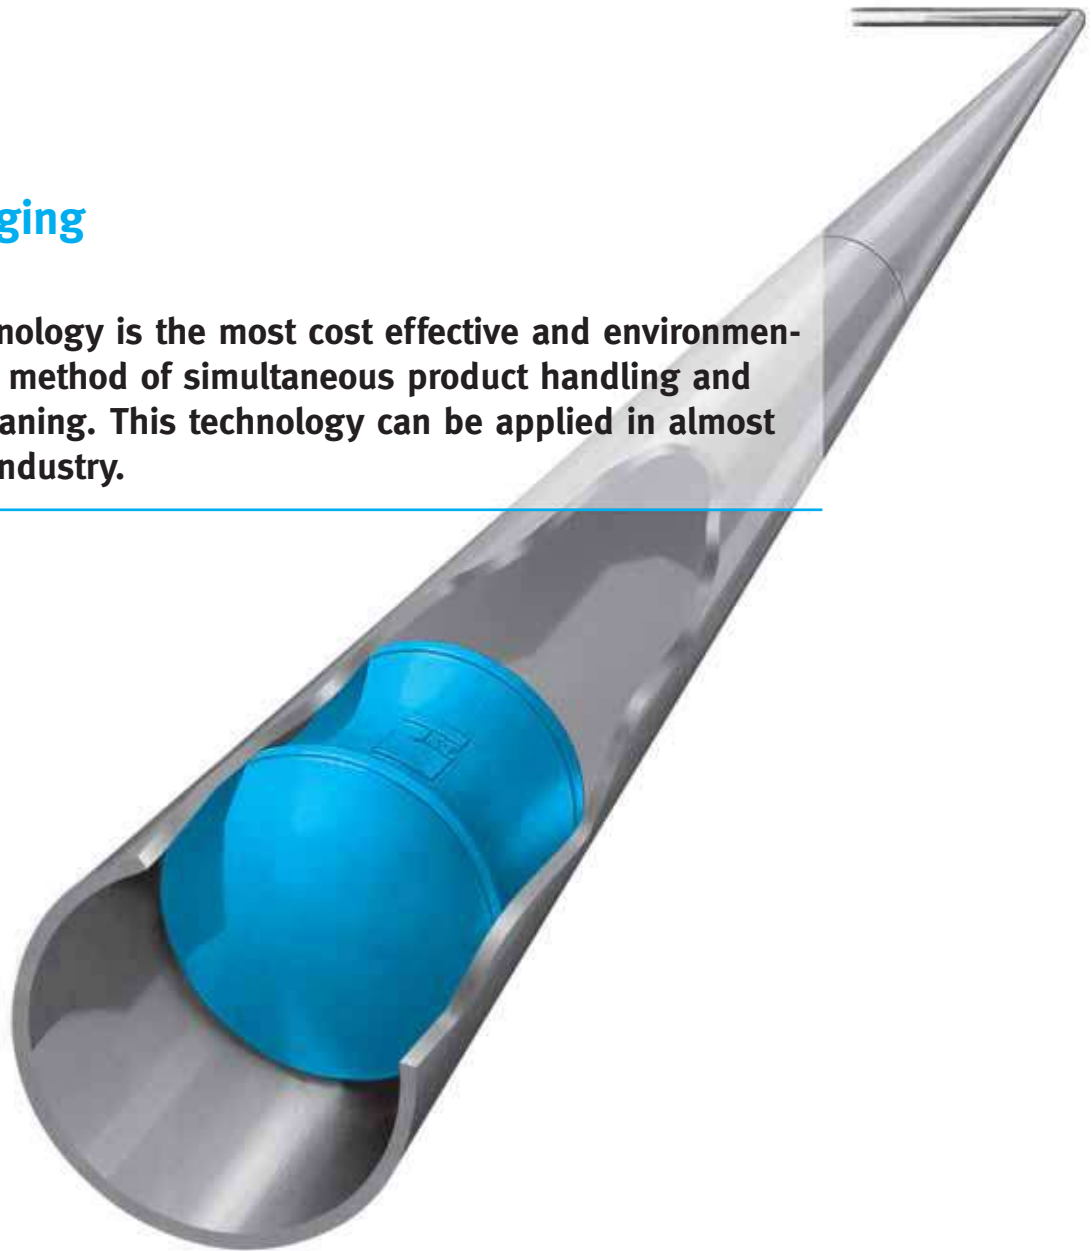 ging
nology is the most cost effective and environmen-
method of simultaneous product handling and
aning. This technology can be applied in almost
ndustry.